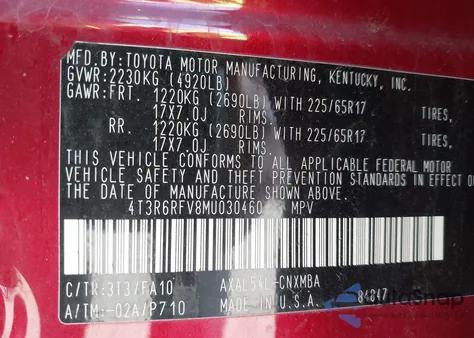 MFD.BY:TOYOTA MOTOR MANUFACTURING, KENTUCKY, INC.
GVWR:2230KG (4920LB)
GAWR:FRT. 1220KG (2690LB) WITH 225/65R17 TIRES,
17X7.0J RIMS,
RR. 1220KG (2690LB) WITH 225/65R17 TIRES,
17X7.0J RIMS.
THIS VEHICLE CONFORMS TO ALL APPLICABLE FEDERAL MOTOR
VEHICLE SAFETY AND THEFT PREVENTION STANDARDS IN EFFECT O
THE DATE OF MANUFACTURE SHOWN ABOVE.
4T3R6RFV8MU030460 MPV
C/TR:3T3/FA10 AXAL54L-CNXMBA
A/TM:-02A/P710 MADE IN U.S.A. 84847